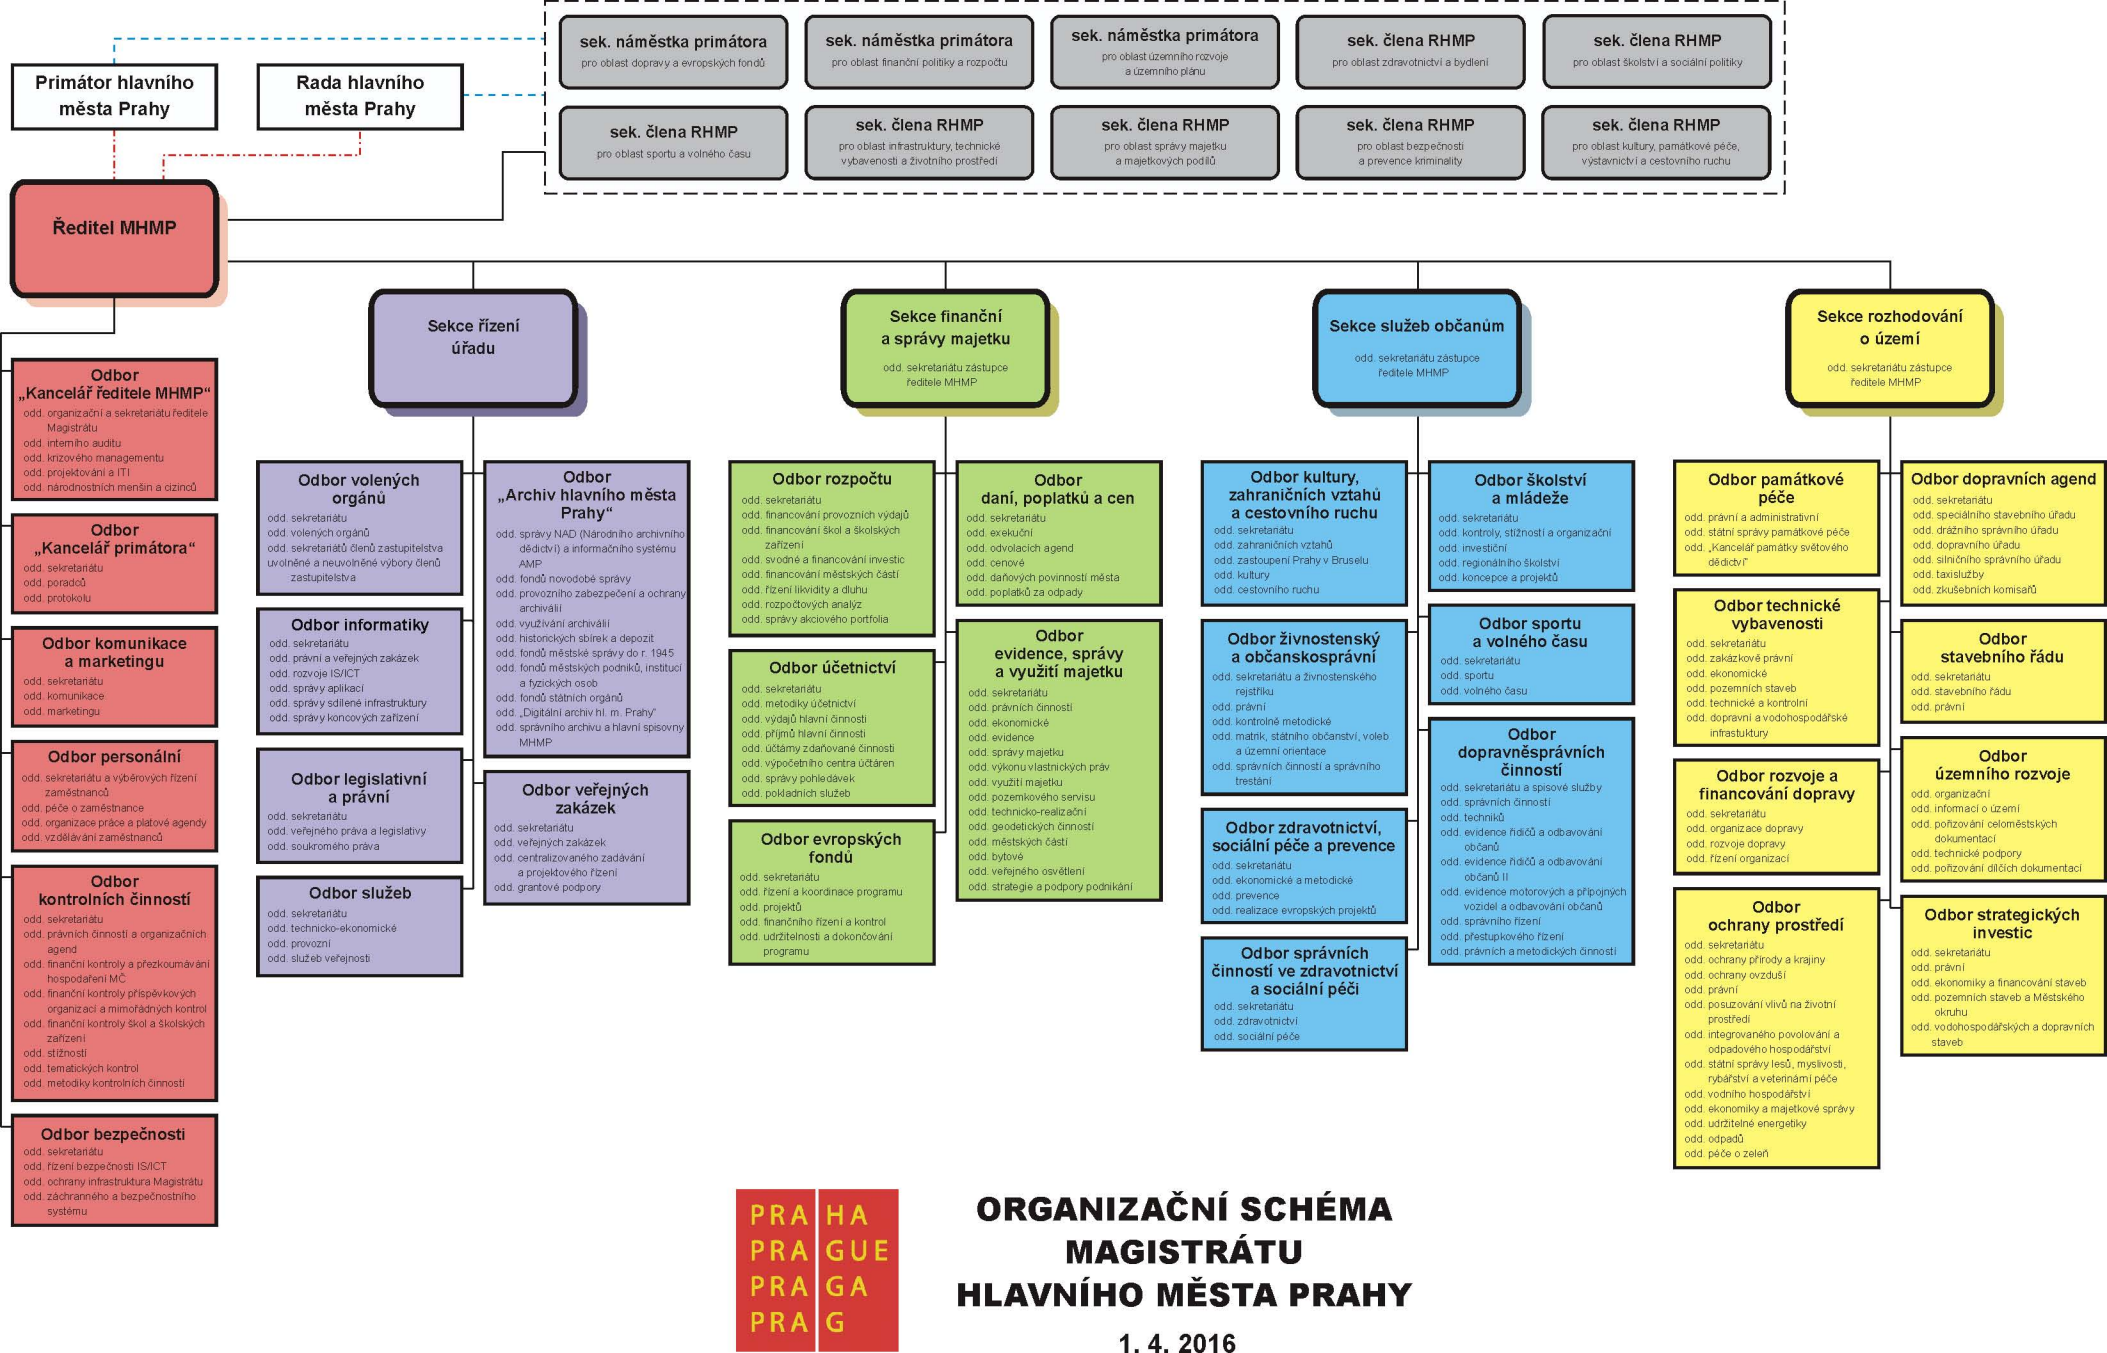 Primátor hlavního
města Prahy
Rada hlavního
města Prahy
sek. náměstka primátora
pro oblast dopravy a evropských fondů
sek. náměstka primátora
pro oblast finanční politiky a rozpočtu
sek. náměstka primátora
pro oblast územního rozvoje
a územního plánu
sek. člena RHMP
pro oblast zdravotnictví a bydlení
sek. člena RHMP
pro oblast školství a sociální politiky
sek. člena RHMP
pro oblast sportu a volného času
sek. člena RHMP
pro oblast infrastruktury, technické
vybavenosti a životního prostředí
sek. člena RHMP
pro oblast správy majetku
a majetkových podílů
sek. člena RHMP
pro oblast bezpečnosti
a prevence kriminality
sek. člena RHMP
pro oblast kultury, památkové péče,
výstavnictví a cestovního ruchu
Ředitel MHMP
Odbor
„Kancelář ředitele MHMP“
odd. organizační a sekretariátu ředitele
Magistrátu
odd. interního auditu
odd. krizového managementu
odd. projektování a ITI
odd. národnostních menšin a cizinců
Odbor
„Kancelář primátora“
odd. sekretariátu
odd. poradců
odd. protokolu
Odbor komunikace
a marketingu
odd. sekretariátu
odd. komunikace
odd. marketingu
Odbor personální
odd. sekretariátu a výběrových řízení
zaměstnanců
odd. péče o zaměstnance
odd. organizace práce a platové agendy
odd. vzdělávání zaměstnanců
Odbor
kontrolních činností
odd. sekretariátu
odd. právních činností a organizačních
agend
odd. finanční kontroly a přezkoumávání
hospodaření MČ
odd. finanční kontroly příspěvkových
organizací a mimořádných kontrol
odd. finanční kontroly škol a školských
zařízení
odd. stížností
odd. tematických kontrol
odd. metodiky kontrolních činností
Odbor bezpečnosti
odd. sekretariátu
odd. řízení bezpečnosti IS/ICT
odd. ochrany infrastruktura Magistrátu
odd. záchranného a bezpečnostního
systému
Sekce řízení
úřadu
Odbor volených
orgánů
odd. sekretariátu
odd. volených orgánů
odd. sekretariátů členů zastupitelstva
uvolněné a neuvolněné výbory členů
zastupitelstva
Odbor informatiky
odd. sekretariátu
odd. právní a veřejných zakázek
odd. rozvoje IS/ICT
odd. správy aplikací
odd. správy sdílené infrastruktury
odd. správy koncových zařízení
Odbor legislativní
a právní
odd. sekretariátu
odd. veřejného práva a legislativy
odd. soukromého práva
Odbor služeb
odd. sekretariátu
odd. technicko-ekonomické
odd. provozní
odd. služeb veřejnosti
Odbor
„Archiv hlavního města
Prahy“
odd. správy NAD (Národního archivního
dědictví) a informačního systému
AMP
odd. fondů novodobé správy
odd. provozního zabezpečení a ochrany
archiválií
odd. využívání archiválií
odd. historických sbírek a depozit
odd. fondů městské správy do r. 1945
odd. fondů městských podniků, institucí
a fyzických osob
odd. fondů státních orgánů
odd. „Digitální archiv hl. m. Prahy“
odd. správního archivu a hlavní spisovny
MHMP
Odbor veřejných
zakázek
odd. sekretariátu
odd. veřejných zakázek
odd. centralizovaného zadávání
a projektového řízení
odd. grantové podpory
Sekce finanční
a správy majetku
odd. sekretariátu zástupce
ředitele MHMP
Odbor rozpočtu
odd. sekretariátu
odd. financování provozních výdajů
odd. financování škol a školských
zařízení
odd. svodné a financování investic
odd. financování městských částí
odd. řízení likvidity a dluhu
odd. rozpočtových analýz
odd. správy akciového portfolia
Odbor účetnictví
odd. sekretariátu
odd. metodiky účetnictví
odd. výdajů hlavní činnosti
odd. příjmů hlavní činnosti
odd. účtárny zdaňované činnosti
odd. výpočetního centra účtáren
odd. správy pohledávek
odd. pokladních služeb
Odbor evropských
fondů
odd. sekretariátu
odd. řízení a koordinace programu
odd. projektů
odd. finančního řízení a kontrol
odd. udržitelnosti a dokončování
programu
Odbor
daní, poplatků a cen
odd. sekretariátu
odd. exekuční
odd. odvolacích agend
odd. cenové
odd. daňových povinností města
odd. poplatků za odpady
Odbor
evidence, správy
a využití majetku
odd. sekretariátu
odd. právních činností
odd. ekonomické
odd. evidence
odd. správy majetku
odd. výkonu vlastnických práv
odd. využití majetku
odd. pozemkového servisu
odd. technicko-realizační
odd. geodetických činností
odd. městských částí
odd. bytové
odd. veřejného osvětlení
odd. strategie a podpory podnikání
Sekce služeb občanům
odd. sekretariátu zástupce
ředitele MHMP
Odbor kultury,
zahraničních vztahů
a cestovního ruchu
odd. sekretariátu
odd. zahraničních vztahů
odd. zastoupení Prahy v Bruselu
odd. kultury
odd. cestovního ruchu
Odbor živnostenský
a občanskosprávní
odd. sekretariátu a živnostenského
rejstříku
odd. právní
odd. kontrolně metodické
odd. matrik, státního občanství, voleb
a územní orientace
odd. správních činností a správního
trestání
Odbor zdravotnictví,
sociální péče a prevence
odd. sekretariátu
odd. ekonomické a metodické
odd. prevence
odd. realizace evropských projektů
Odbor správních
činností ve zdravotnictví
a sociální péči
odd. sekretariátu
odd. zdravotnictví
odd. sociální péče
Odbor školství
a mládeže
odd. sekretariátu
odd. kontroly, stížností a organizační
odd. investiční
odd. regionálního školství
odd. koncepce a projektů
Odbor sportu
a volného času
odd. sekretariátu
odd. sportu
odd. volného času
Odbor
dopravněsprávních
činností
odd. sekretariátu a spisové služby
odd. správních činností
odd. techniků
odd. evidence řidičů a odbavování
občanů
odd. evidence řidičů a odbavování
občanů II
odd. evidence motorových a přípojných
vozidel a odbavování občanů
odd. správního řízení
odd. přestupkového řízení
odd. právních a metodických činností
Sekce rozhodování
o území
odd. sekretariátu zástupce
ředitele MHMP
Odbor památkové
péče
odd. právní a administrativní
odd. státní správy památkové péče
odd. „Kancelář památky světového
dědictví“
Odbor technické
vybavenosti
odd. sekretariátu
odd. zakázkově právní
odd. ekonomické
odd. pozemních staveb
odd. technické a kontrolní
odd. dopravní a vodohospodářské
infrastuktury
Odbor rozvoje a
financování dopravy
odd. sekretariátu
odd. organizace dopravy
odd. rozvoje dopravy
odd. řízení organizací
Odbor
ochrany prostředí
odd. sekretariátu
odd. ochrany přírody a krajiny
odd. ochrany ovzduší
odd. právní
odd. posuzování vlivů na životní
prostředí
odd. integrovaného povolování a
odpadového hospodářství
odd. státní správy lesů, myslivosti,
rybářství a veterinární péče
odd. vodního hospodářství
odd. ekonomiky a majetkové správy
odd. udržitelné energetiky
odd. odpadů
odd. péče o zeleň
Odbor dopravních agend
odd. sekretariátu
odd. speciálního stavebního úřadu
odd. drážního správního úřadu
odd. dopravního úřadu
odd. silničního správního úřadu
odd. taxislužby
odd. zkušebních komisařů
Odbor
stavebního řádu
odd. sekretariátu
odd. stavebního řádu
odd. právní
Odbor
územního rozvoje
odd. organizační
odd. informací o území
odd. pořizování celoměstských
dokumentací
odd. technické podpory
odd. pořizování dílčích dokumentací
Odbor strategických
investic
odd. sekretariátu
odd. právní
odd. ekonomiky a financování staveb
odd. pozemních staveb a Městského
okruhu
odd. vodohospodářských a dopravních
staveb
PRA HA
PRA GUE
PRA GA
PRA G
ORGANIZAČNÍ SCHÉMA
MAGISTRÁTU
HLAVNÍHO MĚSTA PRAHY
1. 4. 2016